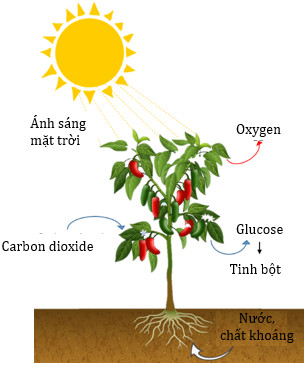 Ánh sáng
mặt trời
Oxygen
Carbon dioxide
Glucose
Tinh bột
Nước,
chất khoáng